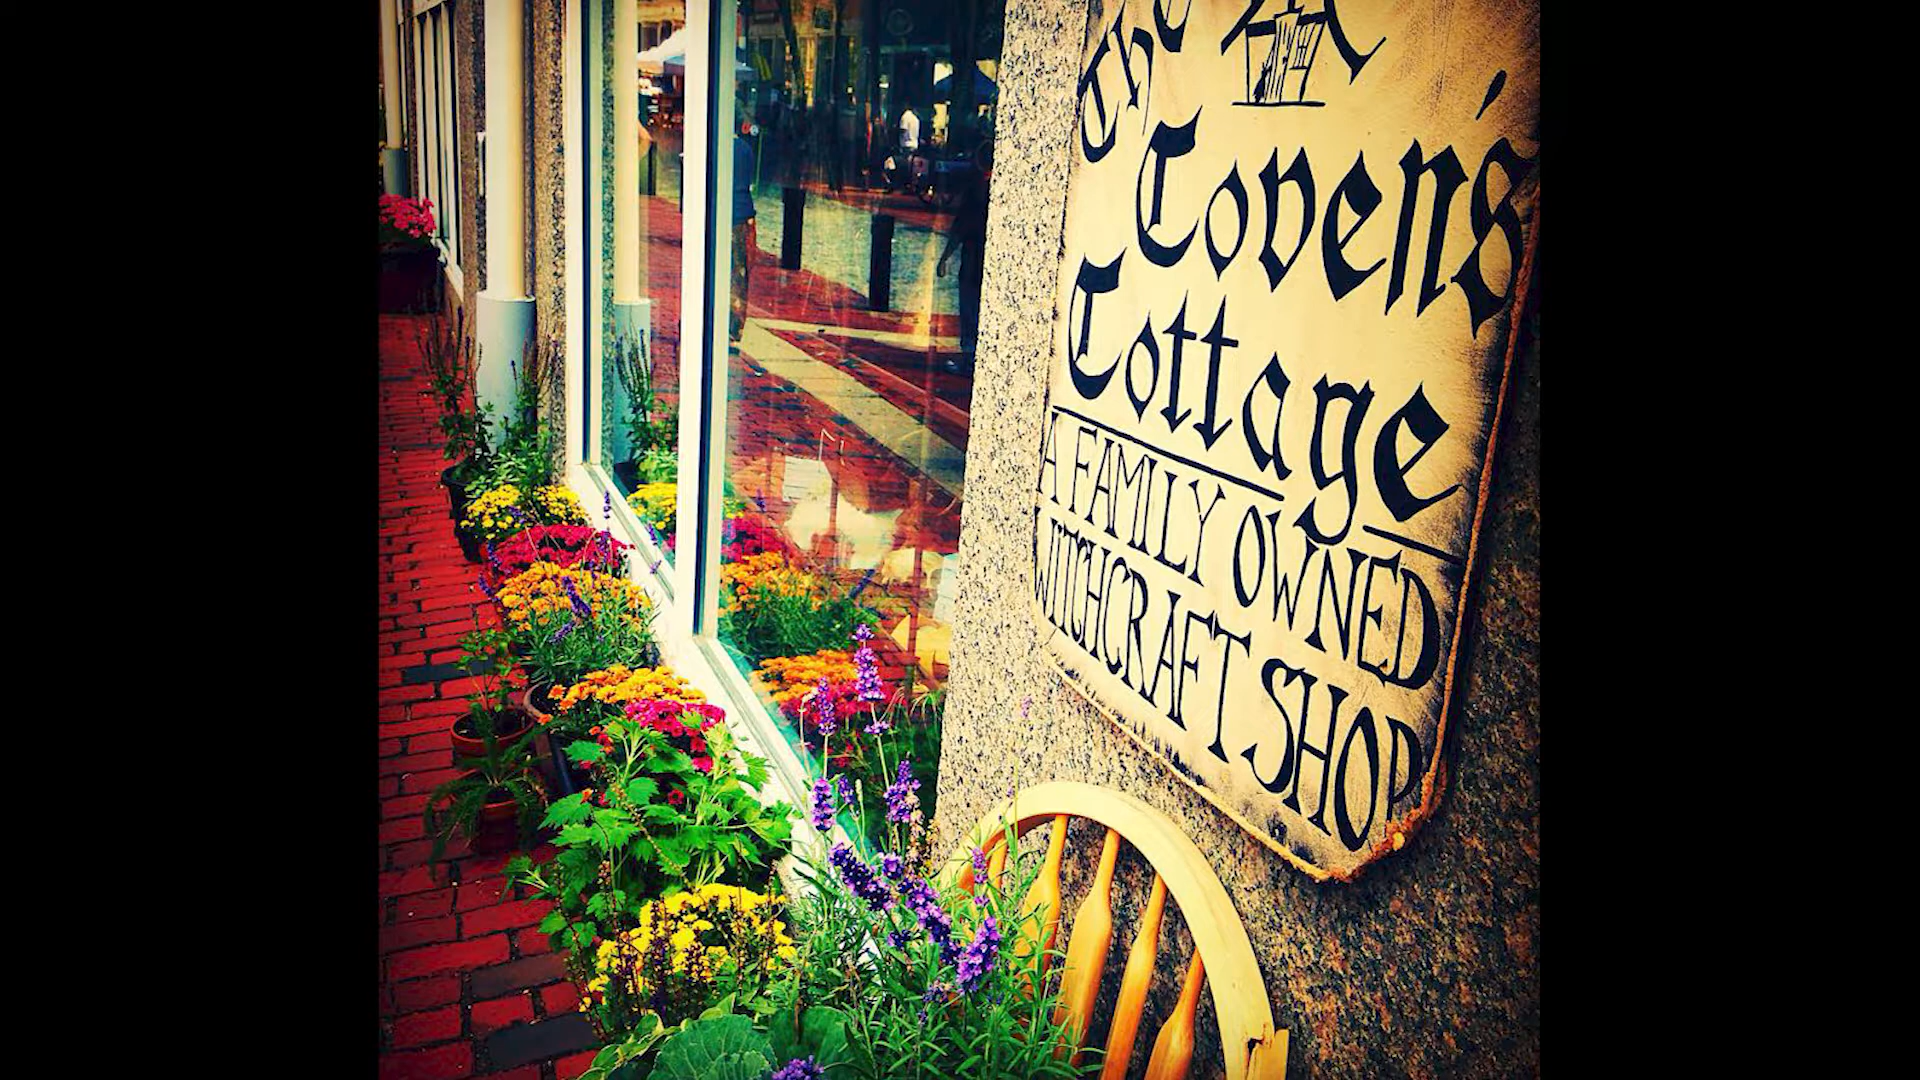 The
Coven's
Cottage
A FAMILY OWNED
WITCHCRAFT SHOP